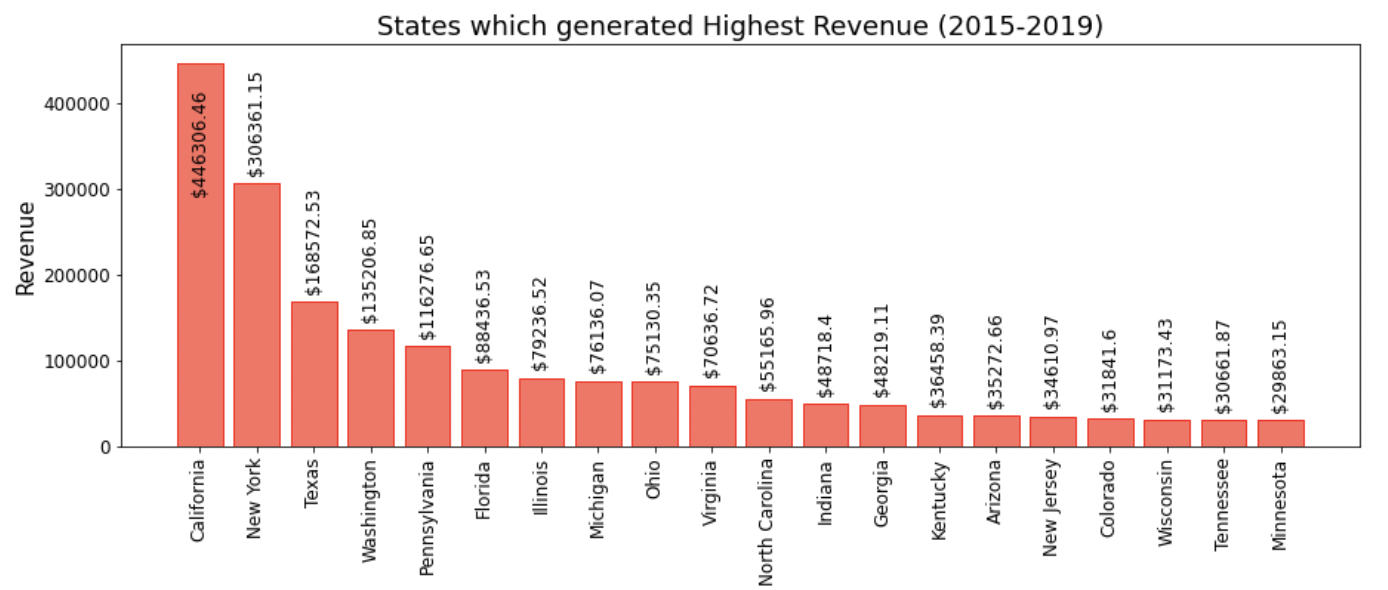 States which generated Highest Revenue (2015-2019)
Revenue
400000
300000
200000
100000
0
$446306.46
$306361.15
$168572.53
$135206.85
$116276.65
$88436.53
$79236.52
$76136.07
$75130.35
$70636.72
$55165.96
$48718.4
$48219.11
$36458.39
$35272.66
$34610.97
$31841.6
$31173.43
$30661.87
$29863.15
California
New York
Texas
Washington
Pennsylvania
Florida
Illinois
Michigan
Ohio
Virginia
North Carolina
Indiana
Georgia
Kentucky
Arizona
New Jersey
Colorado
Wisconsin
Tennessee
Minnesota